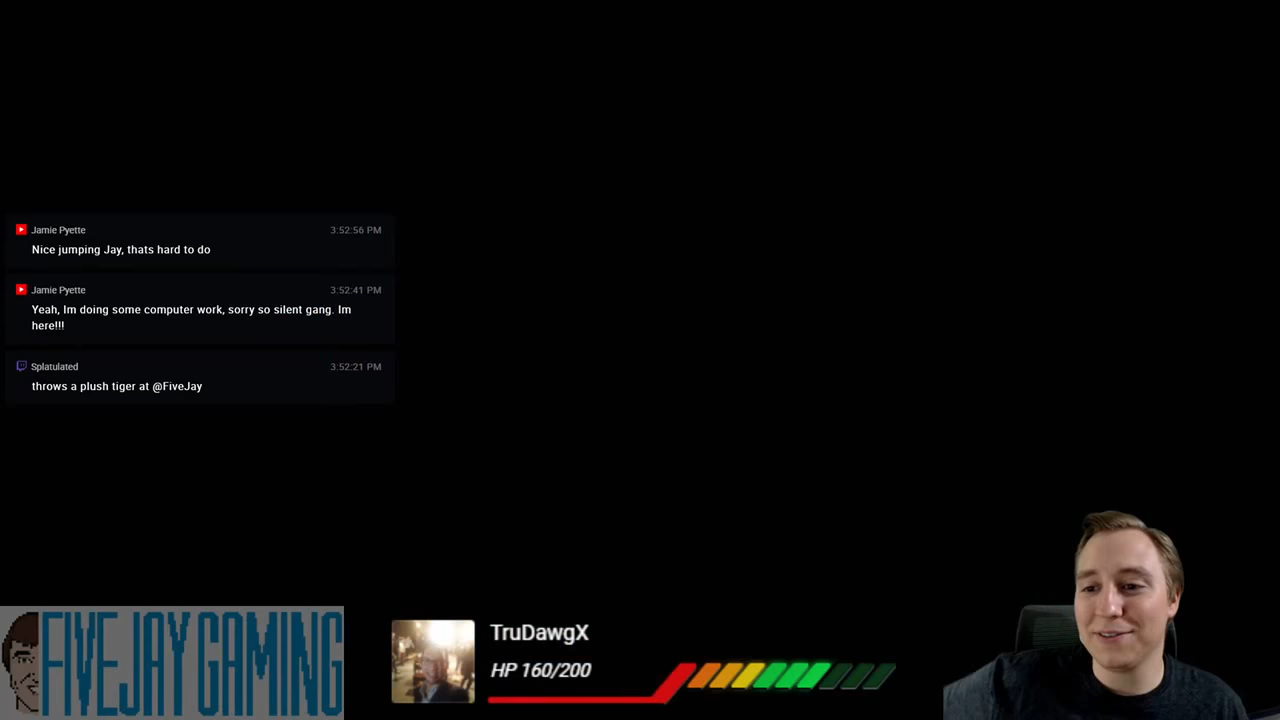 Jamie Pyette 3:52:56 PM
Nice jumping Jay, thats hard to do
Jamie Pyette 3:52:41 PM
Yeah, Im doing some computer work, sorry so silent gang. Im
here!!!
Splatulated 3:52:21 PM
throws a plush tiger at @FiveJay
FIVEJAY GAMING
TruDawgX
HP 160/200